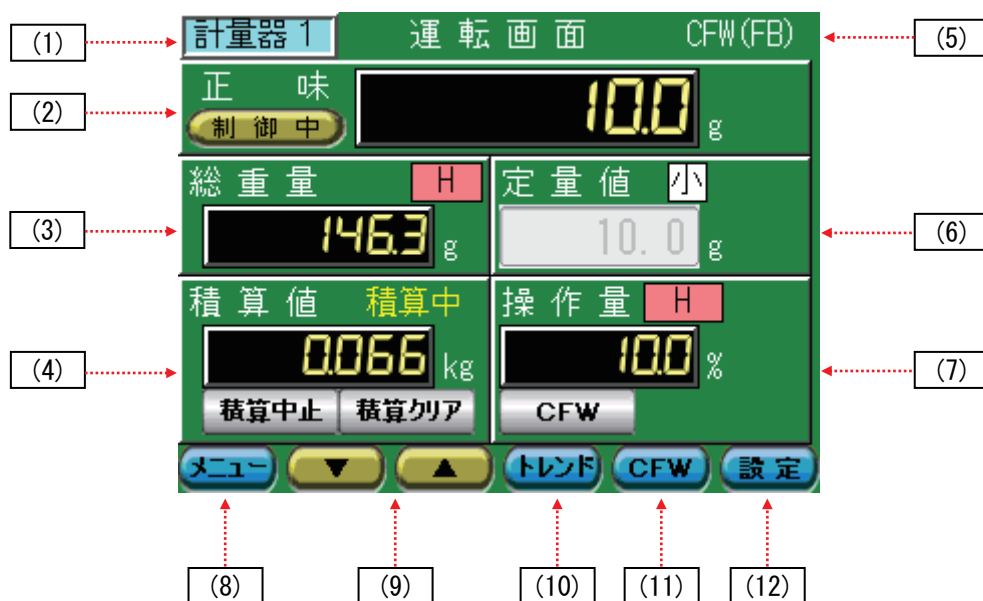 (1) 計量器1 運転画面 CFW(FB) (5)
(2) 正味 10.0 g
制御中
総重量 H 定量値 小
(3) 146.3 g 10.0 g (6)
積算値 積算中 操作量 H
(4) 0.066 kg 10.0 % (7)
積算中止 積算クリア CFW
メニュー ▼ ▲ トレンド CFW 設定
(8) (9) (10) (11) (12)